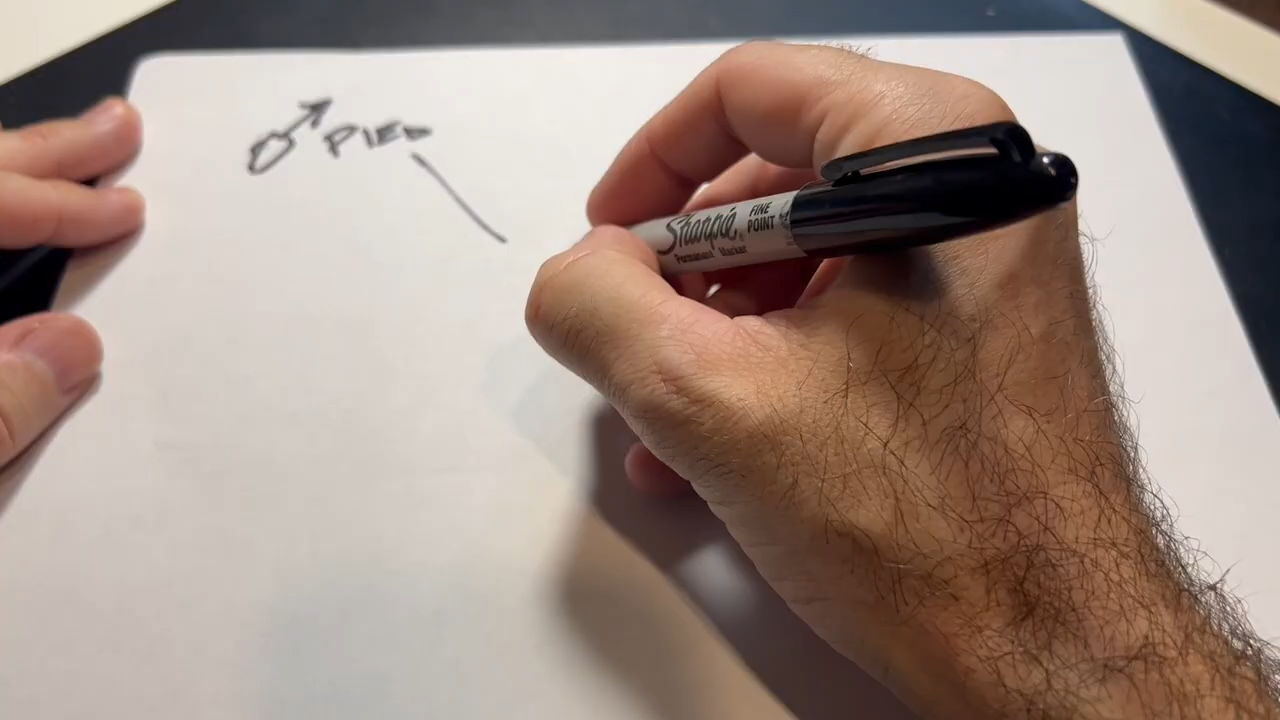 ♂ PIED
Sharpie
FINE
POINT
Permanent Marker